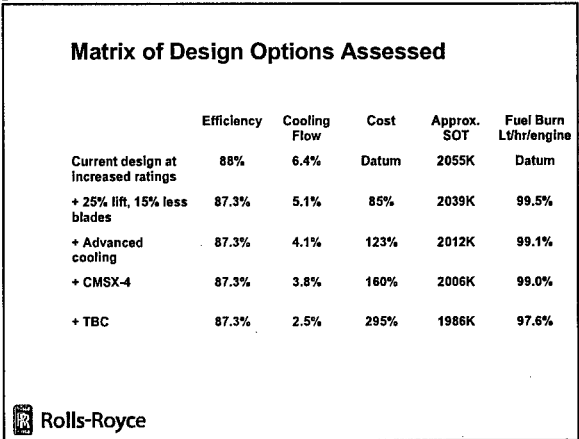 Matrix of Design Options Assessed
Efficiency Cooling Cost Approx. Fuel Burn
Flow SOT Lt/hr/engine
Current design at 88% 6.4% Datum 2055K Datum
increased ratings
+ 25% lift, 15% less 87.3% 5.1% 85% 2039K 99.5%
blades
+ Advanced 87.3% 4.1% 123% 2012K 99.1%
cooling
+ CMSX-4 87.3% 3.8% 160% 2006K 99.0%
+ TBC 87.3% 2.5% 295% 1986K 97.6%
RR Rolls-Royce